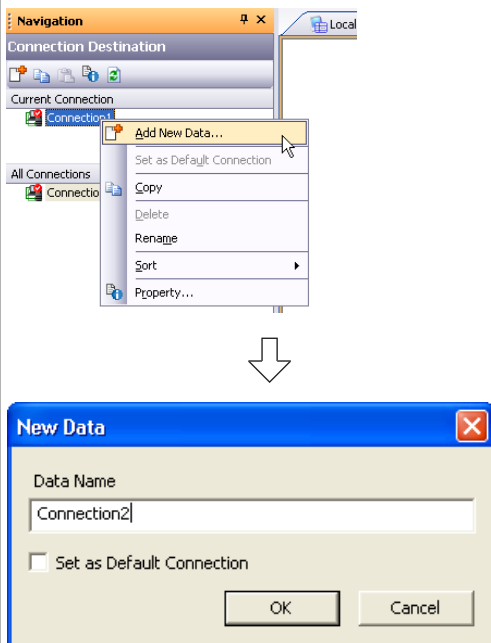 Navigation
Local
Connection Destination
Current Connection
Connection1
Add New Data...
Set as Default Connection
All Connections
Copy
Connectio
Delete
Rename
Sort
Property...
New Data
Data Name
Connection2
Set as Default Connection
OK
Cancel